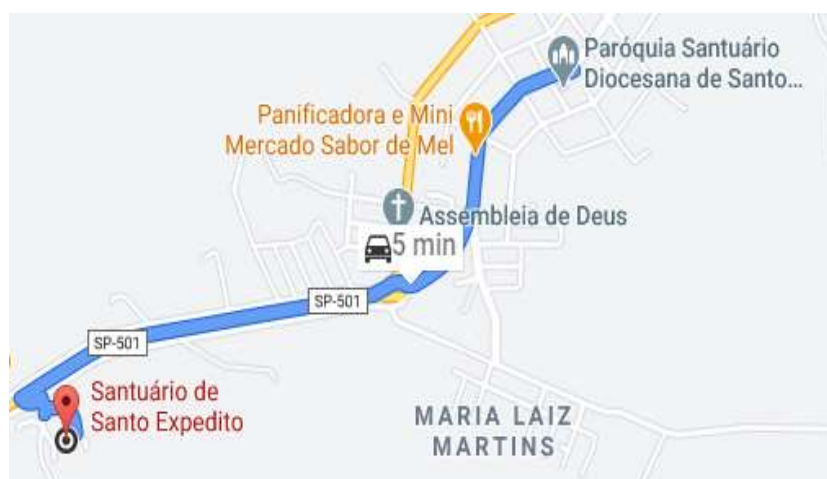 Paróquia Santuário
Diocesana de Santo...
Panificadora e Mini
Mercado Sabor de Mel
Assembleia de Deus
5 min
SP-501
SP-501
Santuário de
Santo Expedito
MARIA LAIZ
MARTINS